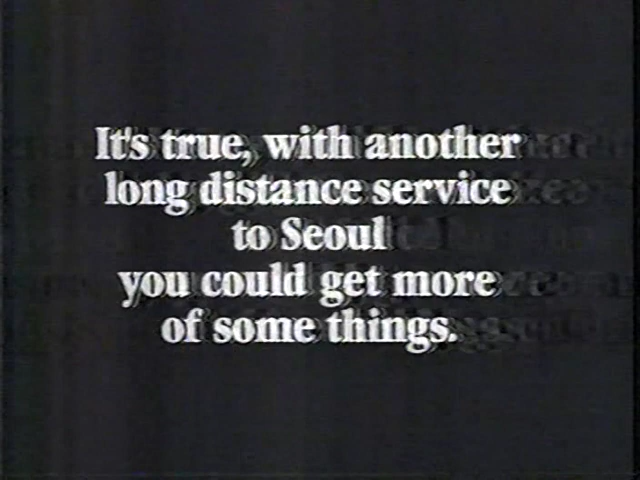 It's true, with another
long distance service
to Seoul
you could get more
of some things.